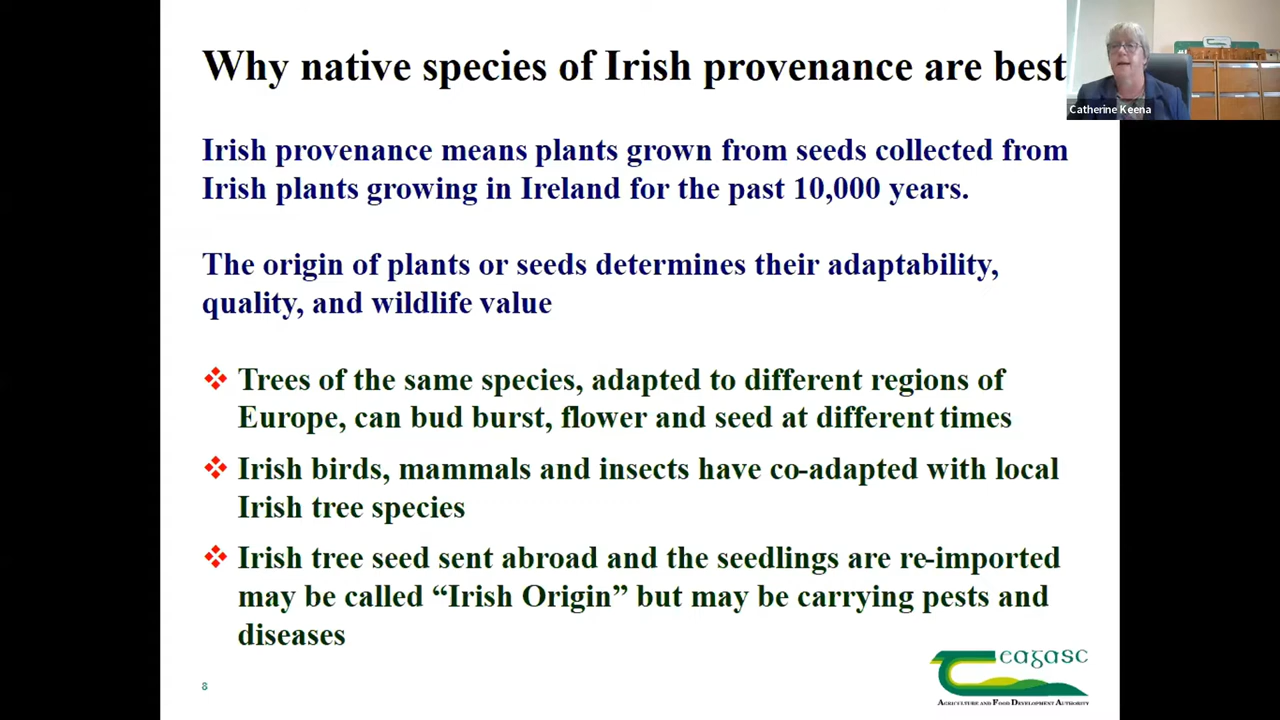 Why native species of Irish provenance are best
Catherine Keena
Irish provenance means plants grown from seeds collected from
Irish plants growing in Ireland for the past 10,000 years.
The origin of plants or seeds determines their adaptability,
quality, and wildlife value
Trees of the same species, adapted to different regions of
Europe, can bud burst, flower and seed at different times
Irish birds, mammals and insects have co-adapted with local
Irish tree species
Irish tree seed sent abroad and the seedlings are re-imported
may be called “Irish Origin” but may be carrying pests and
diseases
8
Teagasc
AGRICULTURE AND FOOD DEVELOPMENT AUTHORITY